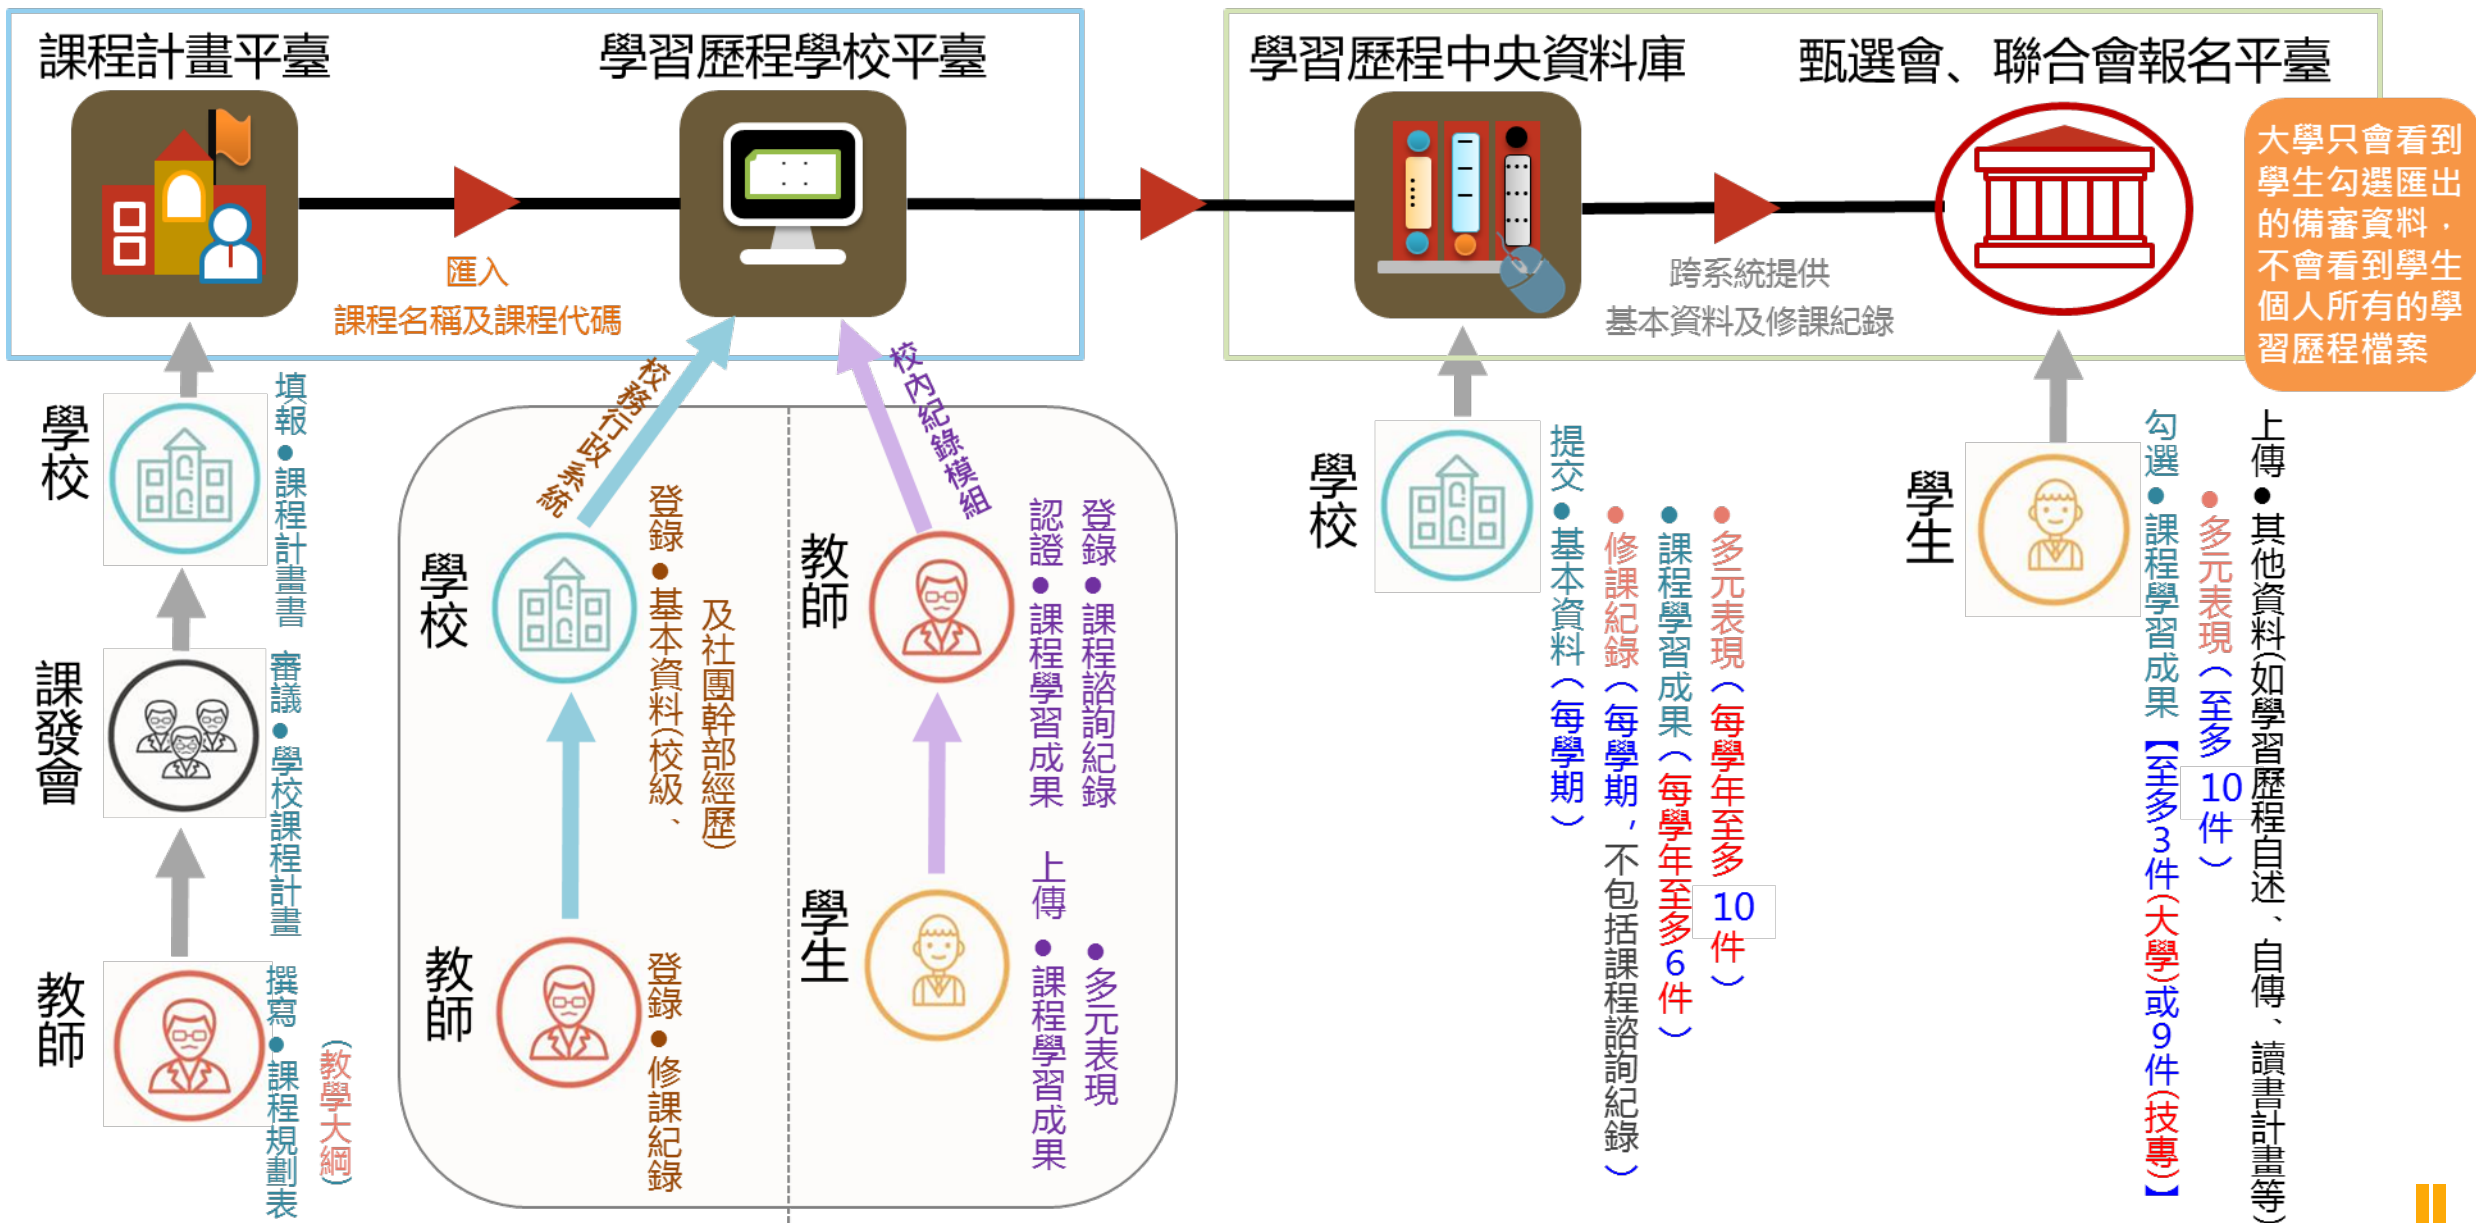 課程計畫平臺
學習歷程學校平臺
學習歷程中央資料庫
甄選會、聯合會報名平臺
大學只會看到
學生勾選匯出
的備審資料，
不會看到學生
個人所有的學
習歷程檔案
匯入
課程名稱及課程代碼
跨系統提供
基本資料及修課紀錄
學校
填報●課程計畫書
課發會
審議●學校課程計畫
教師
撰寫●課程規劃表
(教學大綱)
校務行政系統
校內紀錄模組
學校
登錄●基本資料(校級、
及社團幹部經歷)
教師
登錄●修課紀錄
教師
登錄●課程諮詢紀錄
認證●課程學習成果
學生
上傳●課程學習成果
●多元表現
學校
提交●基本資料(每學期)
●修課紀錄(每學期，不包括課程諮詢紀錄)
●課程學習成果(每學年至多6件)
●多元表現(每學年至多10件)
學生
勾選●課程學習成果【至多3件(大學)或9件(技專)】
●多元表現(至多10件)
上傳●其他資料(如學習歷程自述、自傳、讀書計畫等)